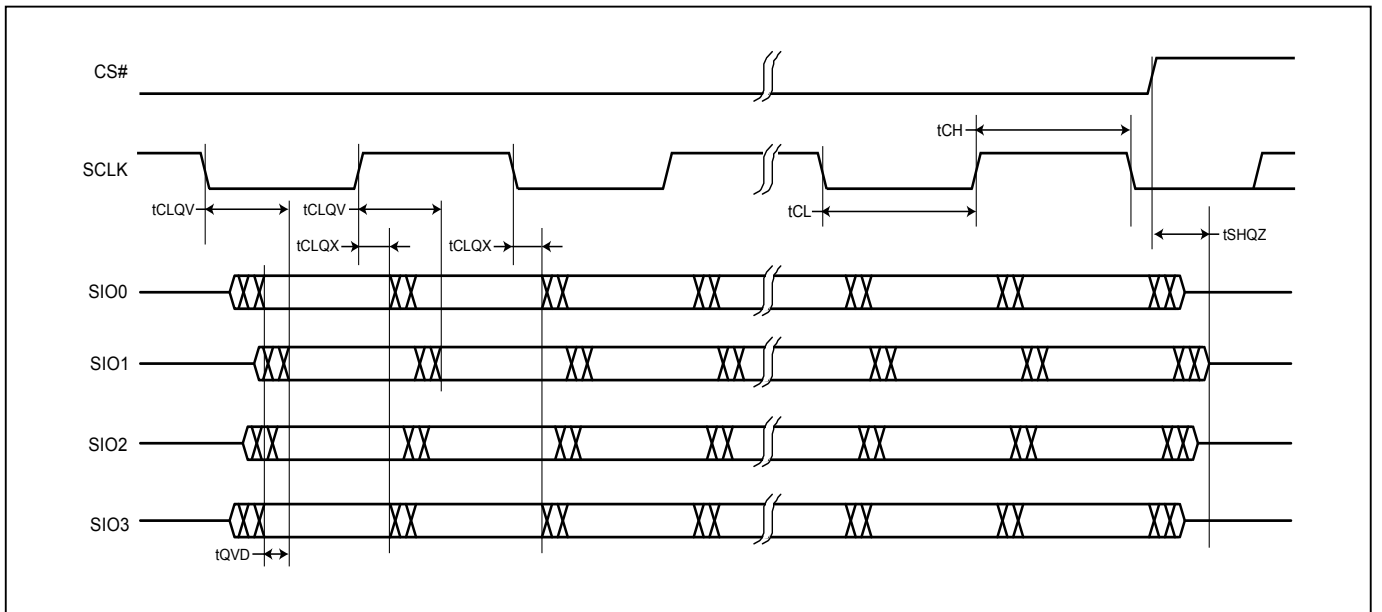 CS#
tCH
SCLK
tCLQV
tCLQV
tCL
tSHQZ
tCLQX
tCLQX
SIO0
SIO1
SIO2
SIO3
tQVD